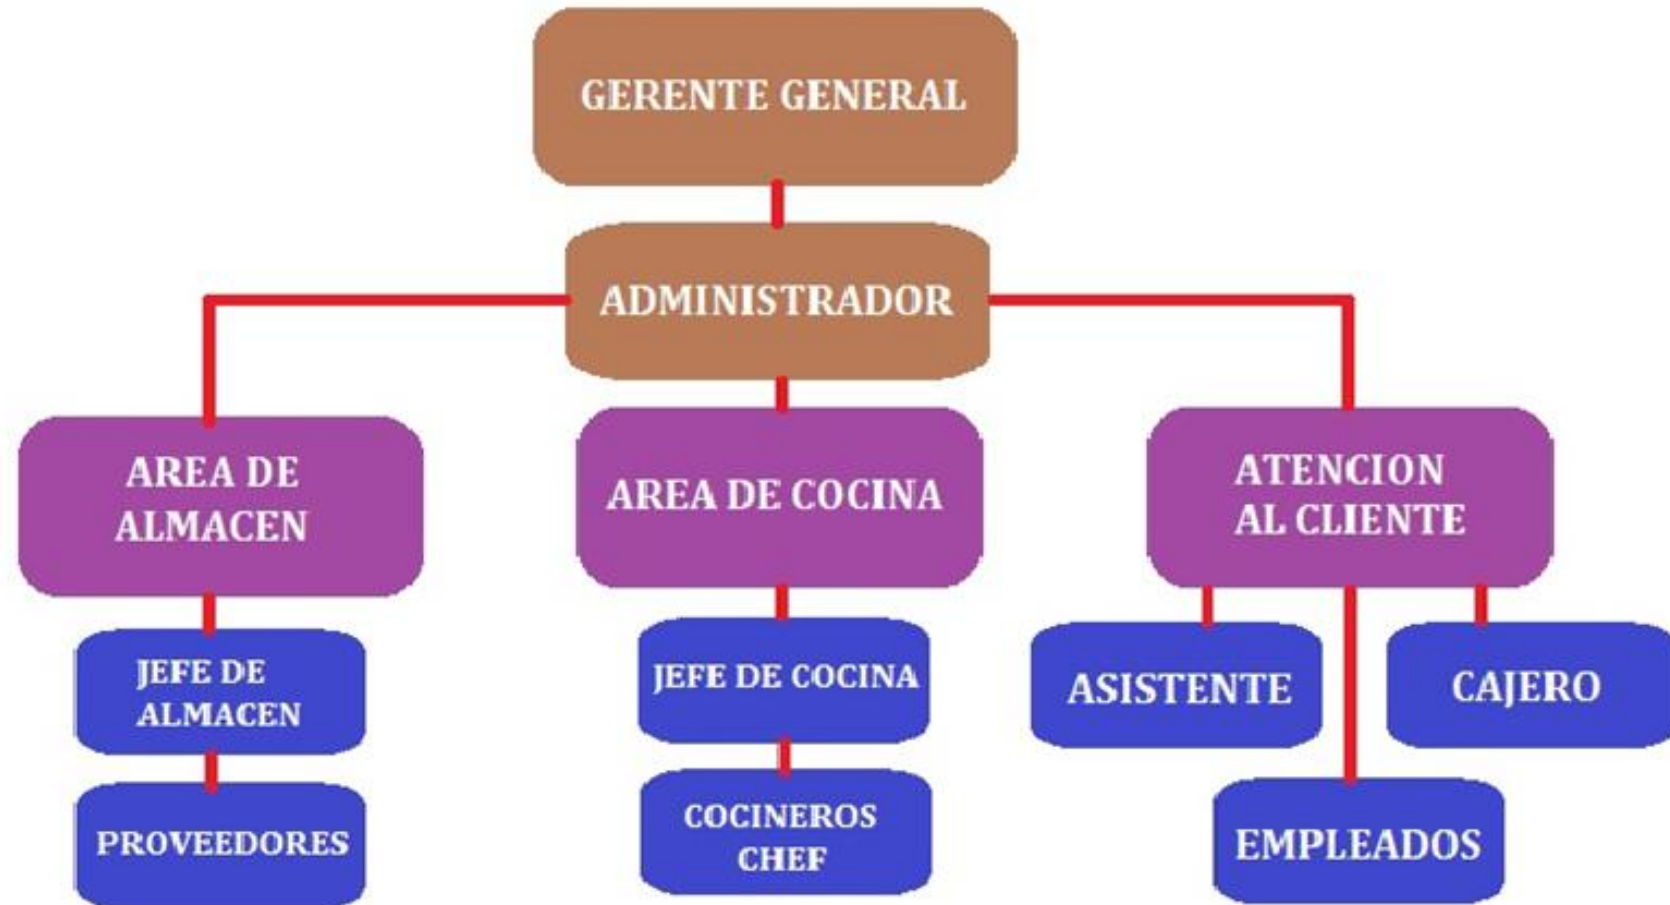 GERENTE GENERAL
ADMINISTRADOR
AREA DE
ALMACEN
AREA DE COCINA
ATENCION
AL CLIENTE
JEFE DE
ALMACEN
JEFE DE COCINA
ASISTENTE
CAJERO
PROVEEDORES
COCINEROS
CHEF
EMPLEADOS